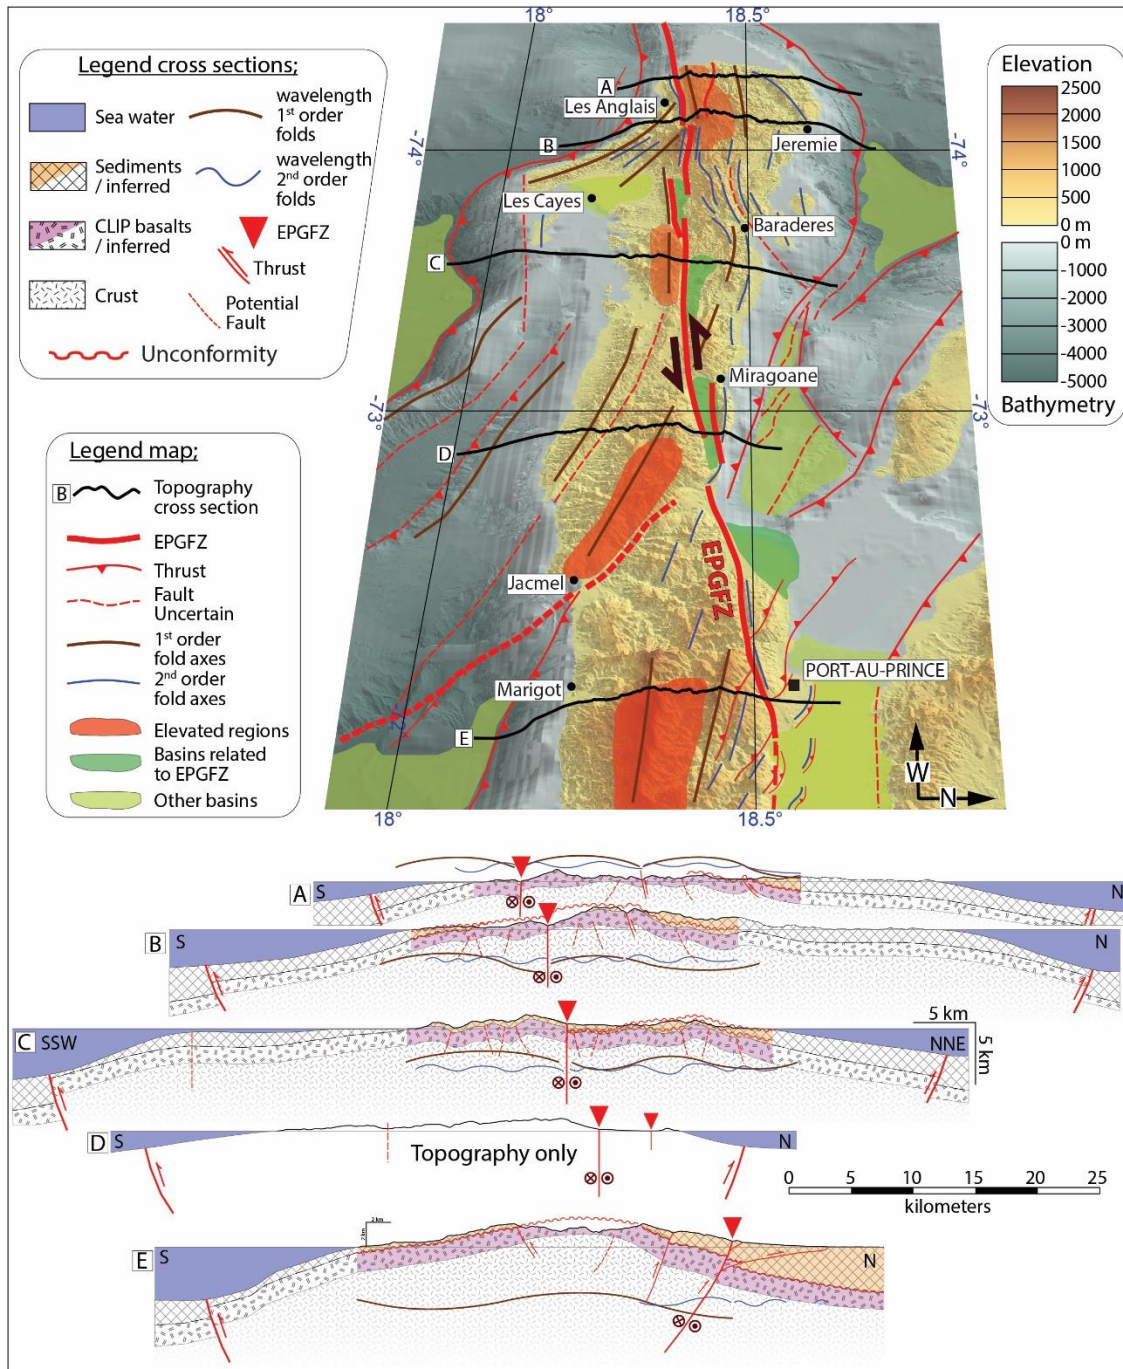 Legend cross sections;
Sea water
wavelength
1st order
folds
Sediments
/ inferred
wavelength
2nd order
folds
CLIP basalts
/ inferred
EPGFZ
Thrust
Crust
Potential
Fault
Unconformity
Legend map;
B
Topography
cross section
EPGFZ
Thrust
Fault
Uncertain
1st order
fold axes
2nd order
fold axes
Elevated regions
Basins related
to EPGFZ
Other basins
18°
18.5°
A
Les Anglais
B
Jeremie
-74°
-74°
Les Cayes
Baraderes
C
Miragoane
-73°
-73°
D
EPGFZ
Jacmel
PORT-AU-PRINCE
Marigot
E
W
N
18°
18.5°
Elevation
2500
2000
1500
1000
500
0 m
0 m
-1000
-2000
-3000
-4000
-5000
Bathymetry
A
S
N
B
S
N
5 km
5 km
C
SSW
NNE
D
S
N
Topography only
0
5
10
15
20
25
kilometers
2 km
2 km
E
S
N